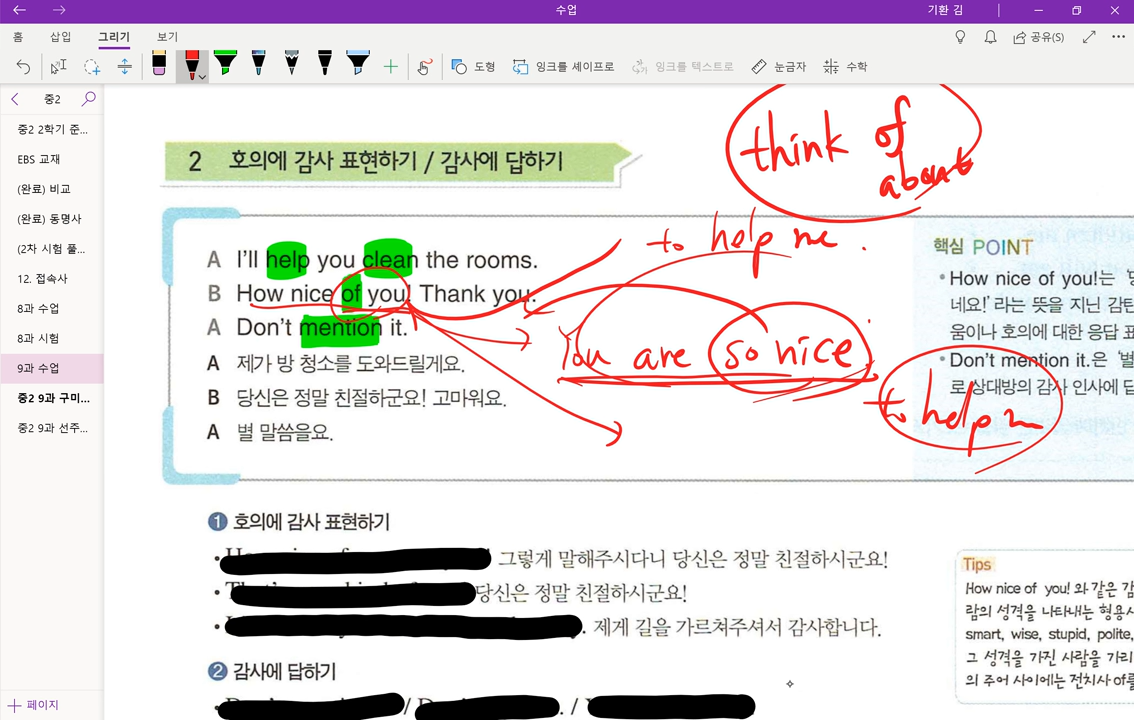 수업
기환 김
홈 삽입 그리기 보기
공유(S)
도형 잉크를 셰이프로 잉크를 텍스트로 눈금자 수학
중2
중2 2학기 준...
EBS 교재
(완료) 비교
(완료) 동명사
(2차 시험 풀...
12. 접속사
8과 수업
8과 시험
9과 수업
중2 9과 구미...
중2 9과 선주...
페이지
think of
about
2 호의에 감사 표현하기 / 감사에 답하기
to help me.
A I'll help you clean the rooms.
B How nice of you! Thank you.
A Don't mention it.
A 제가 방 청소를 도와드릴게요.
B 당신은 정말 친절하군요! 고마워요.
A 별 말씀을요.
You are so nice
to help me
핵심 POINT
• How nice of you!는
네요!' 라는 뜻을 지닌 감탄
움이나 호의에 대한 응답 표
• Don't mention it.은 '별
로 상대방의 감사 인사에 답
1 호의에 감사 표현하기
• 그렇게 말해주시다니 당신은 정말 친절하시군요!
• 당신은 정말 친절하시군요!
• . 제게 길을 가르쳐주셔서 감사합니다.
2 감사에 답하기
• / . /
Tips
How nice of you! 와 같은 감
람의 성격을 나타내는 형용사
smart, wise, stupid, polite,
그 성격을 가진 사람을 가리
의 주어 사이에는 전치사 of를